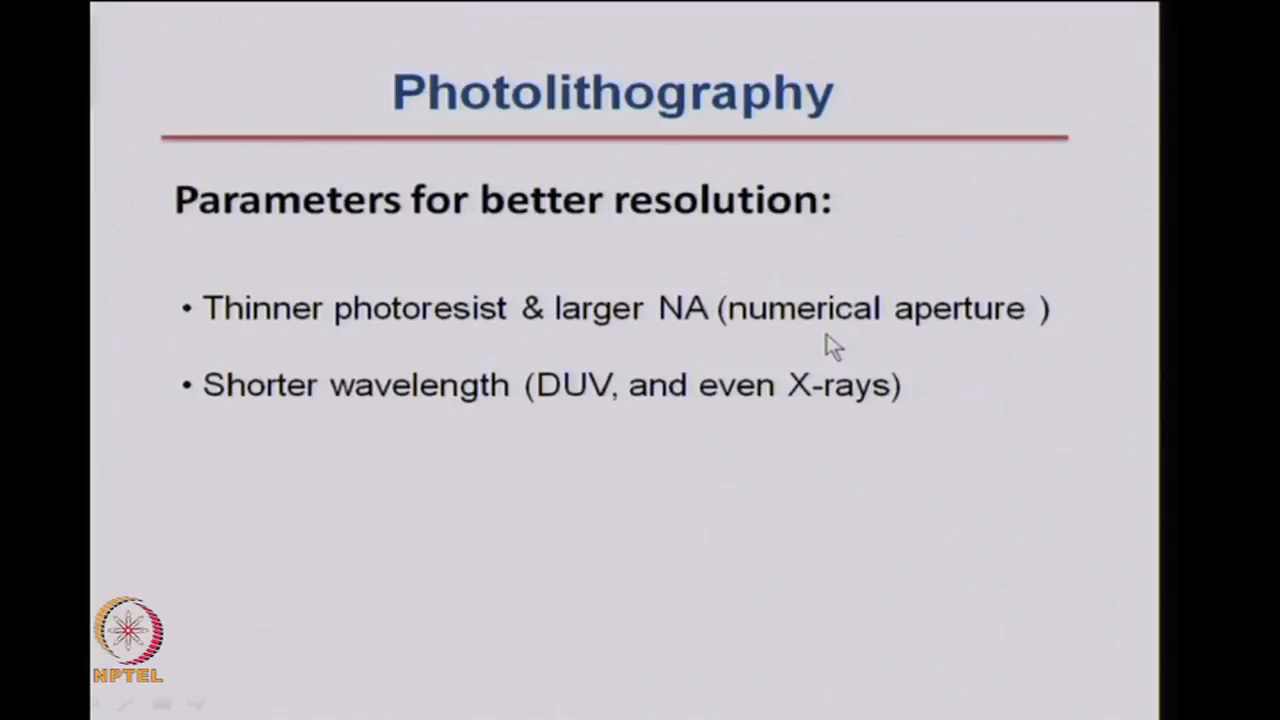 Photolithography
Parameters for better resolution:
• Thinner photoresist & larger NA (numerical aperture )
• Shorter wavelength (DUV, and even X-rays)
NPTEL